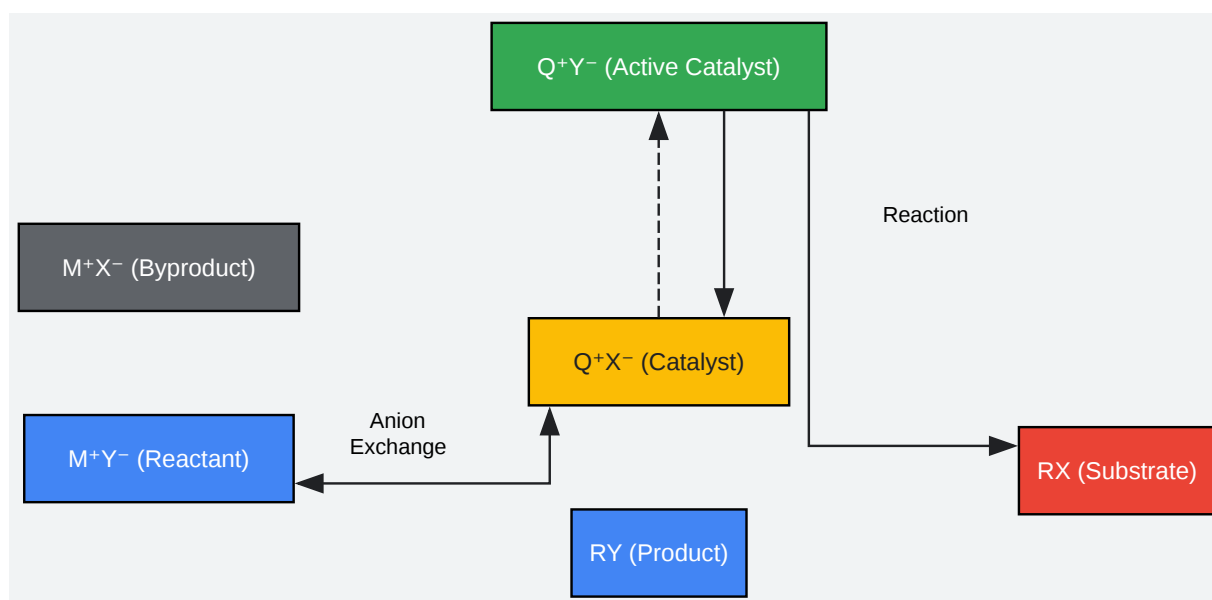 Q⁺Y⁻ (Active Catalyst)
Reaction
M⁺X⁻ (Byproduct)
Q⁺X⁻ (Catalyst)
Anion
Exchange
M⁺Y⁻ (Reactant)
RX (Substrate)
RY (Product)